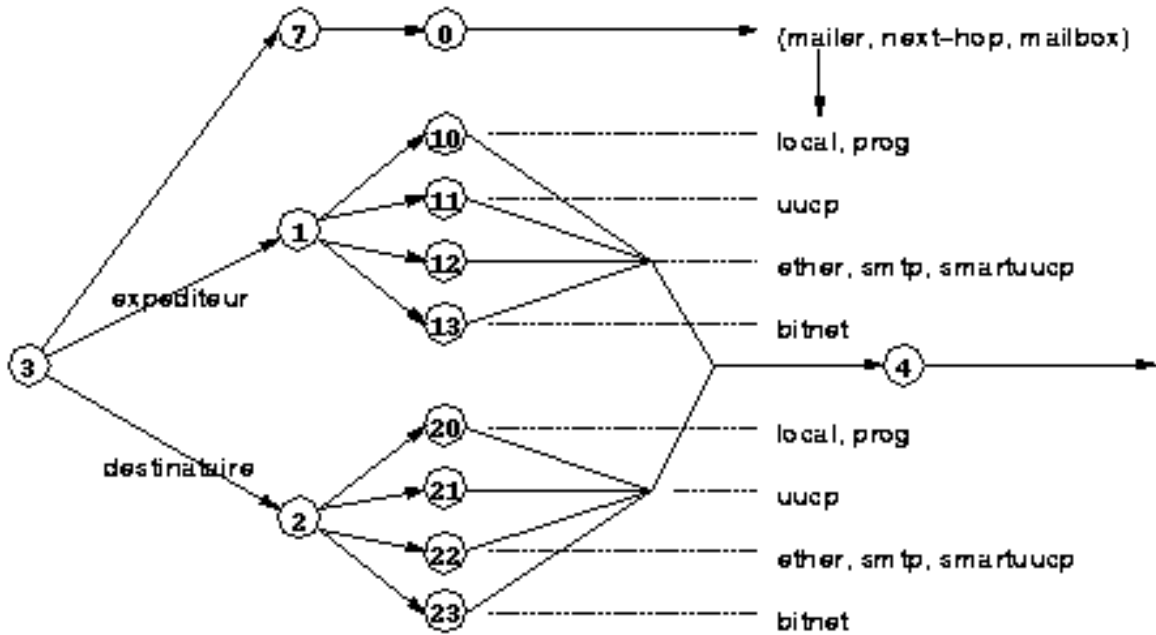 7 0 (mailer, next-hop, mailbox)
10 local, prog
11 uucp
1
12 ether, smtp, smartuucp
expediteur
13 bitnet
3 4
20 local, prog
destinataire
21 uucp
2
22 ether, smtp, smartuucp
23 bitnet